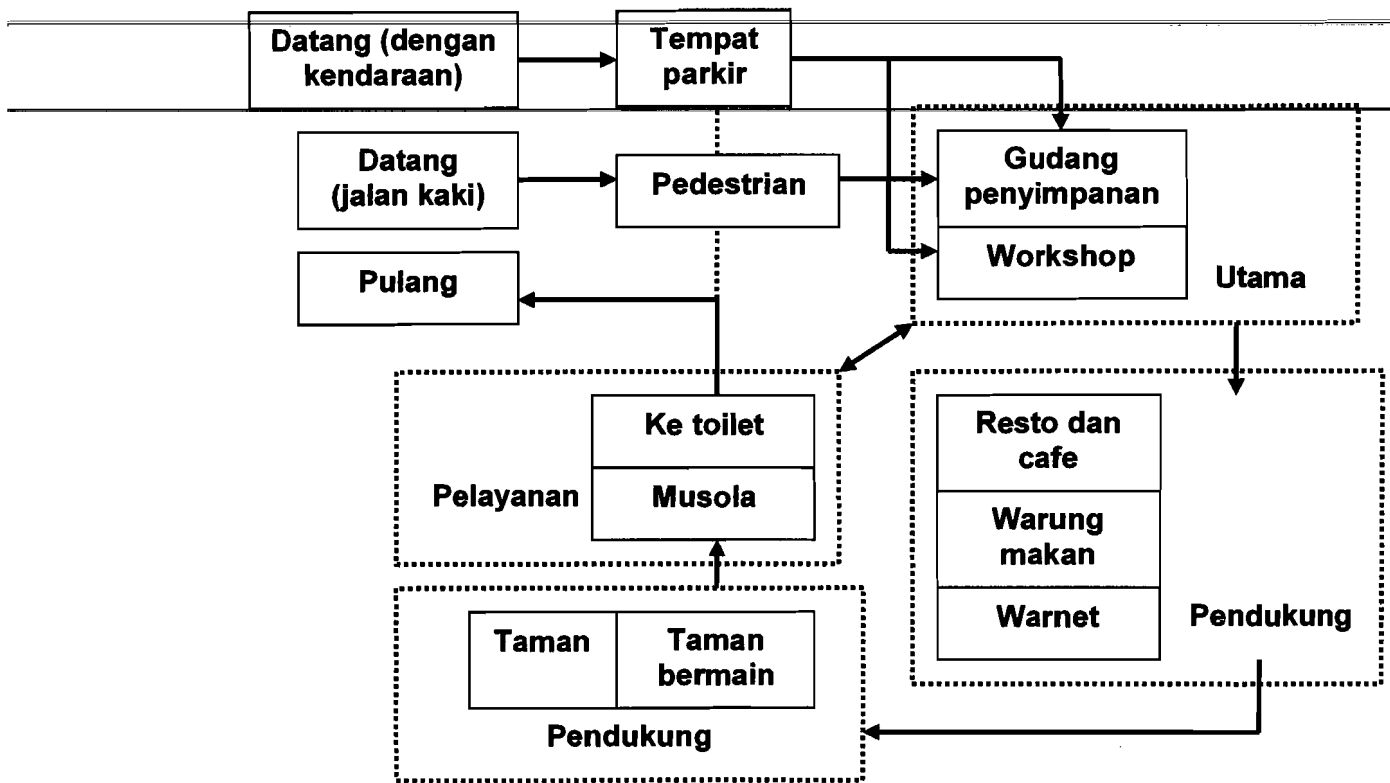 Datang (dengan
kendaraan)
Tempat
parkir
Datang
(jalan kaki)
Pedestrian
Gudang
penyimpanan
Workshop
Utama
Pulang
Ke toilet
Musola
Pelayanan
Resto dan
cafe
Warung
makan
Warnet
Pendukung
Taman
Taman
bermain
Pendukung